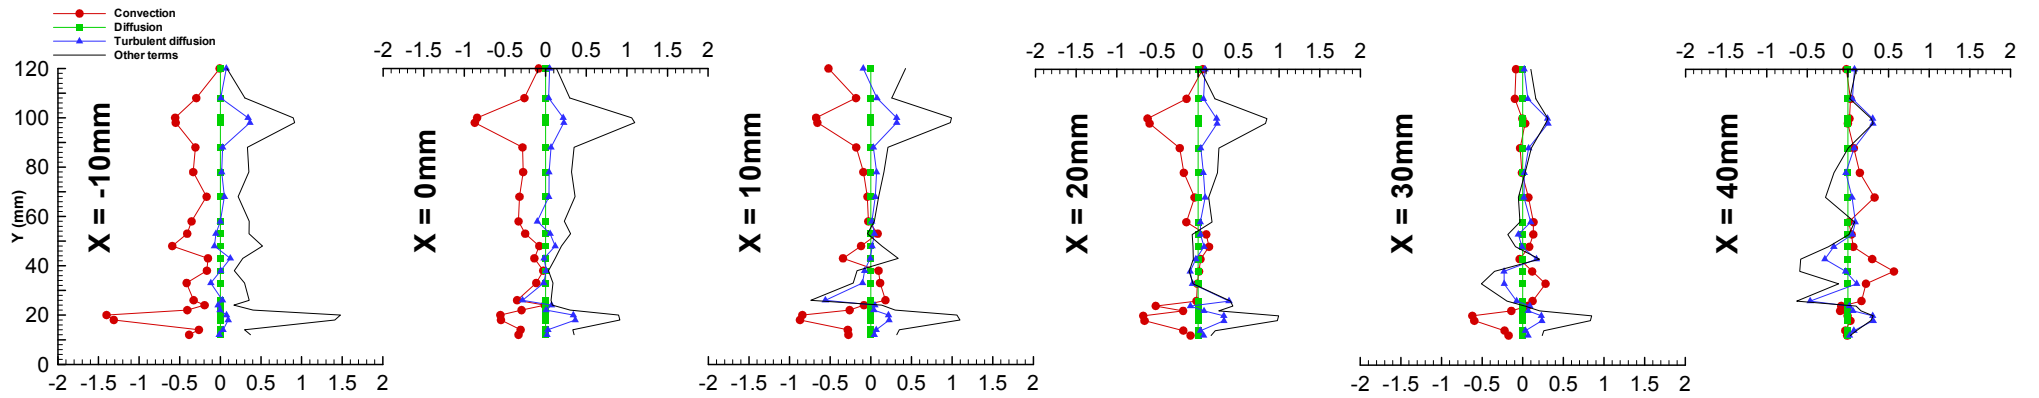 Convection
Diffusion
Turbulent diffusion
Other terms
-2 -1.5 -1 -0.5 0 0.5 1 1.5 2
-2 -1.5 -1 -0.5 0 0.5 1 1.5 2
-2 -1.5 -1 -0.5 0 0.5 1 1.5 2
Y (mm)
120
100
80
60
40
20
0
X = -10mm
X = 0mm
X = 10mm
X = 20mm
X = 30mm
X = 40mm
-2 -1.5 -1 -0.5 0 0.5 1 1.5 2
-2 -1.5 -1 -0.5 0 0.5 1 1.5 2
-2 -1.5 -1 -0.5 0 0.5 1 1.5 2